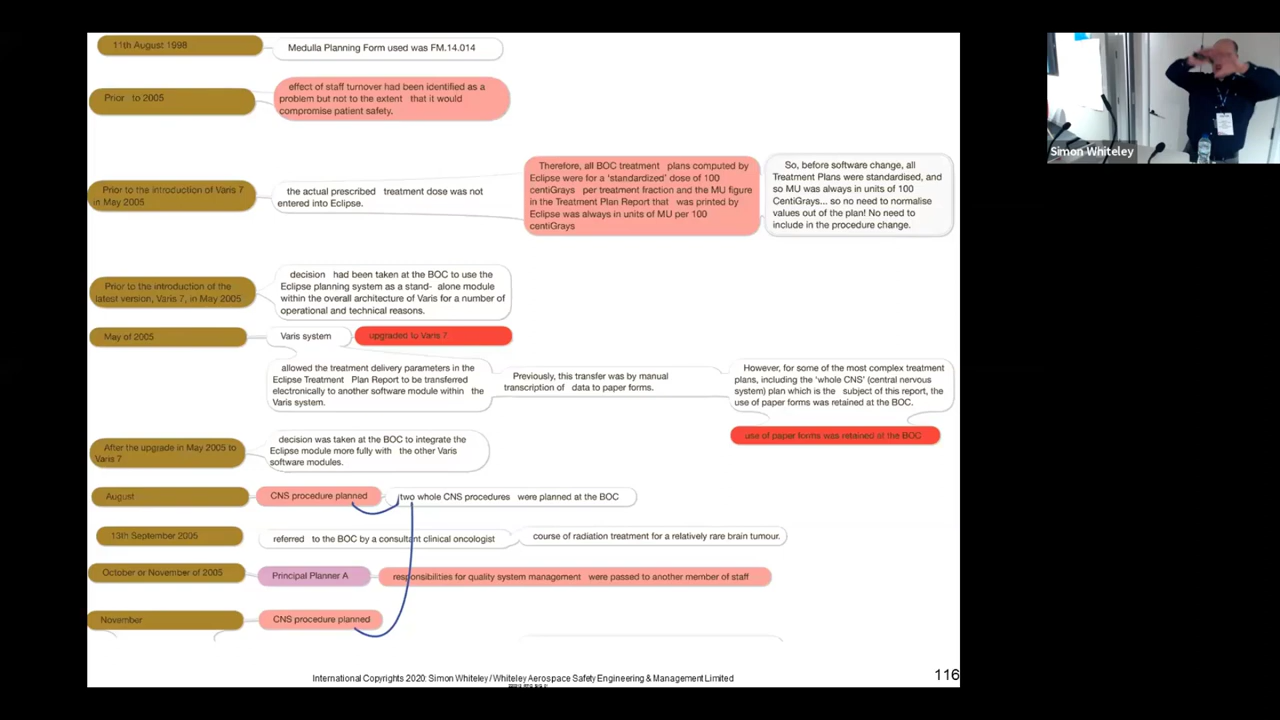 11th August 1998
Medulla Planning Form used was FM.14.014
Prior to 2005
effect of staff turnover had been identified as a
problem but not to the extent that it would
compromise patient safety.
Prior to the introduction of Varis 7
in May 2005
the actual prescribed treatment dose was not
entered into Eclipse.
Therefore, all BOC treatment plans computed by
Eclipse were for a 'standardized' dose of 100
centiGrays per treatment fraction and the MU figure
in the Treatment Plan Report that was printed by
Eclipse was always in units of MU per 100
centiGrays
So, before software change, all
Treatment Plans were standardised, and
so MU was always in units of 100
CentiGrays... so no need to normalise
values out of the plan! No need to
include in the procedure change.
Prior to the introduction of the
latest version, Varis 7, in May 2005
decision had been taken at the BOC to use the
Eclipse planning system as a stand- alone module
within the overall architecture of Varis for a number of
operational and technical reasons.
May of 2005
Varis system
upgraded to Varis 7
allowed the treatment delivery parameters in the
Eclipse Treatment Plan Report to be transferred
electronically to another software module within the
Varis system.
Previously, this transfer was by manual
transcription of data to paper forms.
However, for some of the most complex treatment
plans, including the 'whole CNS' (central nervous
system) plan which is the subject of this report, the
use of paper forms was retained at the BOC.
use of paper forms was retained at the BOC
After the upgrade in May 2005 to
Varis 7
decision was taken at the BOC to integrate the
Eclipse module more fully with the other Varis
software modules.
August
CNS procedure planned
two whole CNS procedures were planned at the BOC
13th September 2005
referred to the BOC by a consultant clinical oncologist
course of radiation treatment for a relatively rare brain tumour.
October or November of 2005
Principal Planner A
responsibilities for quality system management were passed to another member of staff
November
CNS procedure planned
International Copyrights 2020: Simon Whiteley / Whiteley Aerospace Safety Engineering & Management Limited
116
Simon Whiteley